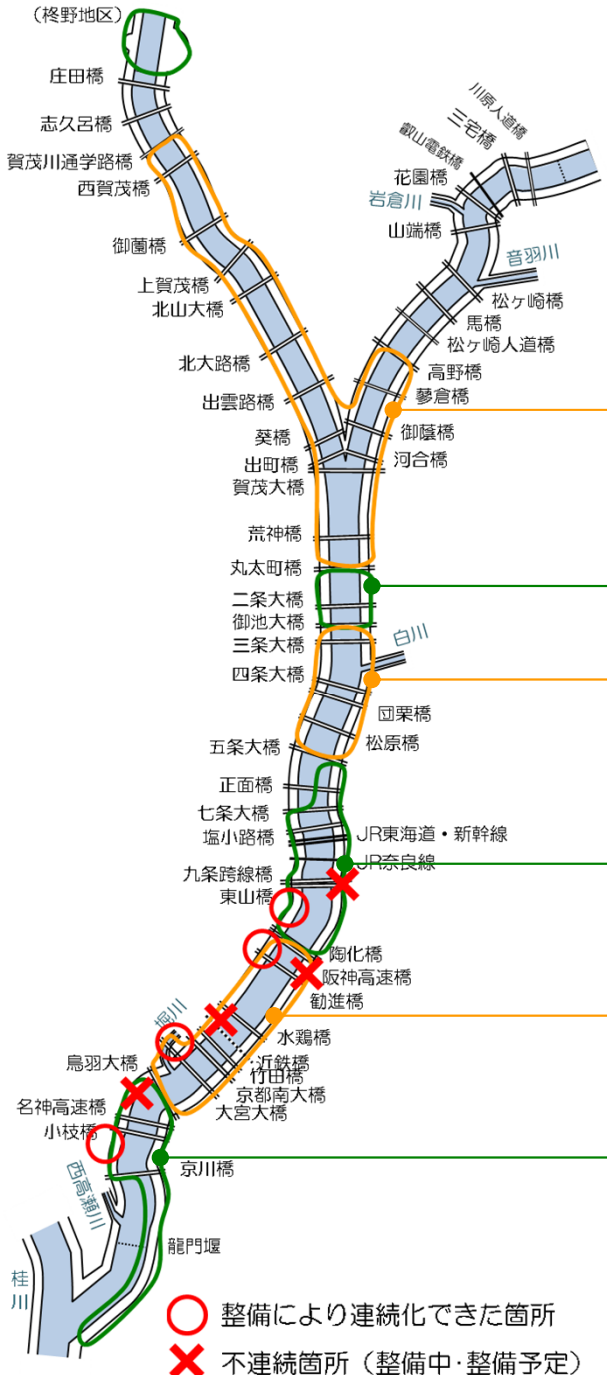 (柊野地区)
庄田橋
志久呂橋
賀茂川通学路橋
西賀茂橋
御薗橋
上賀茂橋
北山大橋
北大路橋
出雲路橋
葵橋
出町橋
賀茂大橋
荒神橋
丸太町橋
二条大橋
御池大橋
三条大橋
四条大橋
五条大橋
正面橋
七条大橋
塩小路橋
九条跨線橋
東山橋
堀川
鳥羽大橋
名神高速橋
小枝橋
西高瀬川
桂川
川原人道橋
三宅橋
叡山電鉄橋
花園橋
岩倉川
山端橋
音羽川
松ヶ崎橋
馬橋
松ヶ崎人道橋
高野橋
蓼倉橋
御蔭橋
河合橋
白川
団栗橋
松原橋
JR東海道・新幹線
JR奈良線
陶化橋
阪神高速橋
勧進橋
水鶏橋
近鉄橋
竹田橋
京都南大橋
大宮大橋
京川橋
龍門堰
整備により連続化できた箇所
不連続箇所(整備中・整備予定)